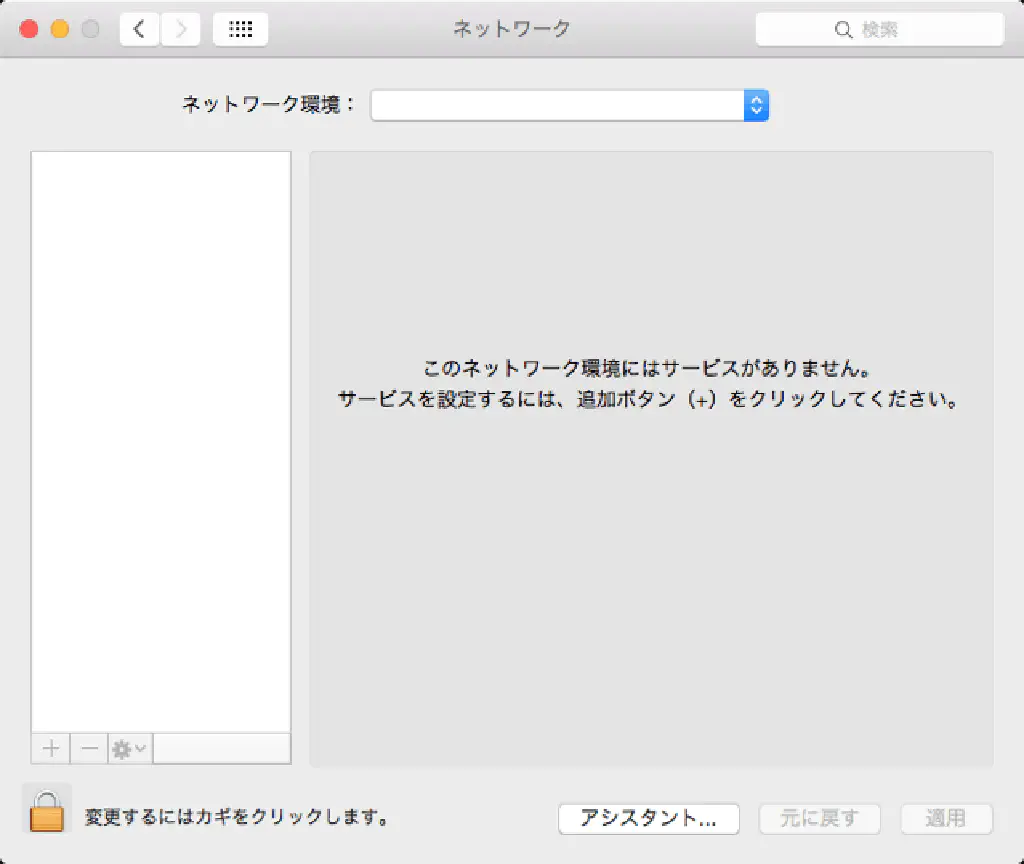 ネットワーク
検索
ネットワーク環境：
このネットワーク環境にはサービスがありません。
サービスを設定するには、追加ボタン（+）をクリックしてください。
変更するにはカギをクリックします。
アシスタント...
元に戻す
適用